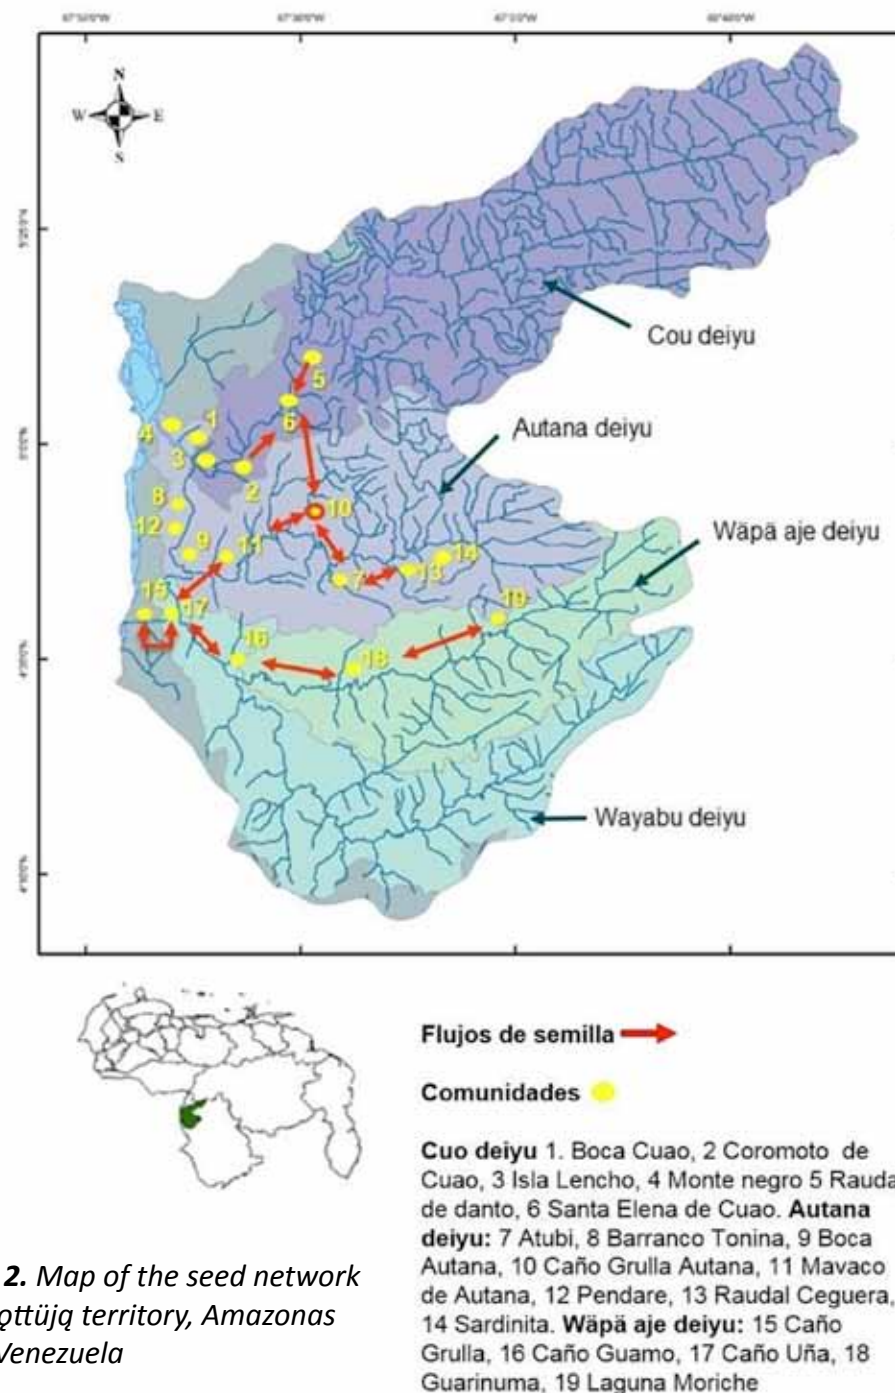 N
W E
S
Cou deiyu
Autana deiyu
Wäpä aje deiyu
Wayabu deiyu
5
6
4 1
3
2
8
10
12
9 11
14
13
7
15
17
19
16
18
Flujos de semilla
Comunidades
Cuo deiyu 1. Boca Cuao, 2 Coromoto de
Cuao, 3 Isla Lencho, 4 Monte negro 5 Rauda
de danto, 6 Santa Elena de Cuao. Autana
deiyu: 7 Atubi, 8 Barranco Tonina, 9 Boca
Autana, 10 Caño Grulla Autana, 11 Mavaco
de Autana, 12 Pendare, 13 Raudal Ceguera,
14 Sardinita. Wäpä aje deiyu: 15 Caño
Grulla, 16 Caño Guamo, 17 Caño Uña, 18
Guarinuma, 19 Laguna Moriche
2. Map of the seed network
ǫttüją territory, Amazonas
Venezuela